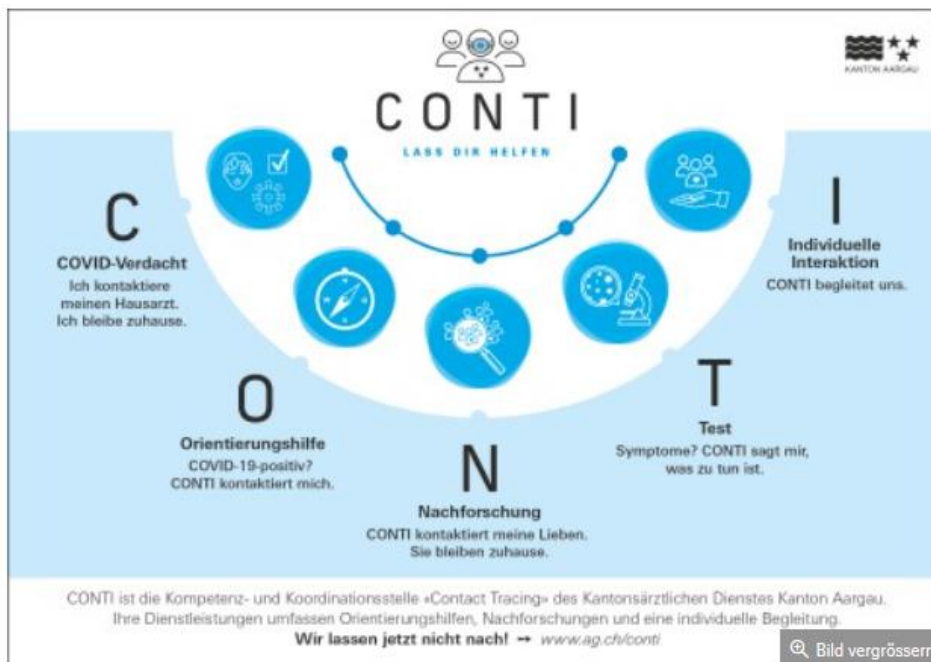 CONTI
LASS DIR HELFEN
KANTON AARGAU
C
COVID-Verdacht
Ich kontaktiere
meinen Hausarzt.
Ich bleibe zuhause.
O
Orientierungshilfe
COVID-19-positiv?
CONTI kontaktiert mich.
N
Nachforschung
CONTI kontaktiert meine Lieben.
Sie bleiben zuhause.
T
Test
Symptome? CONTI sagt mir,
was zu tun ist.
I
Individuelle
Interaktion
CONTI begleitet uns.
CONTI ist die Kompetenz- und Koordinationsstelle «Contact Tracing» des Kantonsärztlichen Dienstes Kanton Aargau.
Ihre Dienstleistungen umfassen Orientierungshilfen, Nachforschungen und eine individuelle Begleitung.
Wir lassen jetzt nicht nach! → www.ag.ch/conti
Bild vergrössern